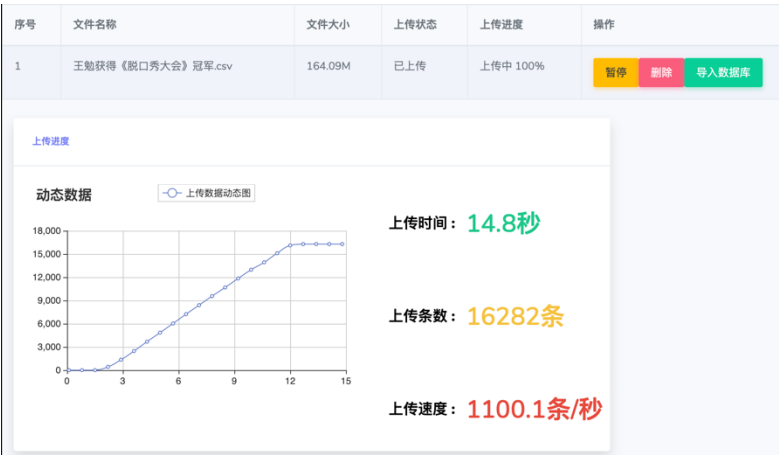 序号 文件名称 文件大小 上传状态 上传进度 操作
1 王勉获得《脱口秀大会》冠军.csv 164.09M 已上传 上传中 100% 暂停 删除 导入数据库
上传进度
动态数据
上传数据动态图
18,000
15,000
12,000
9,000
6,000
3,000
0
0 3 6 9 12 15
上传时间： 14.8秒
上传条数： 16282条
上传速度： 1100.1条/秒